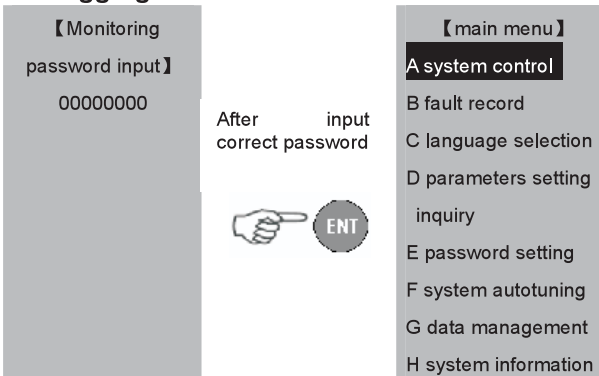 【Monitoring
password input】
00000000
After input
correct password
ENT
【main menu】
A system control
B fault record
C language selection
D parameters setting
inquiry
E password setting
F system autotuning
G data management
H system information